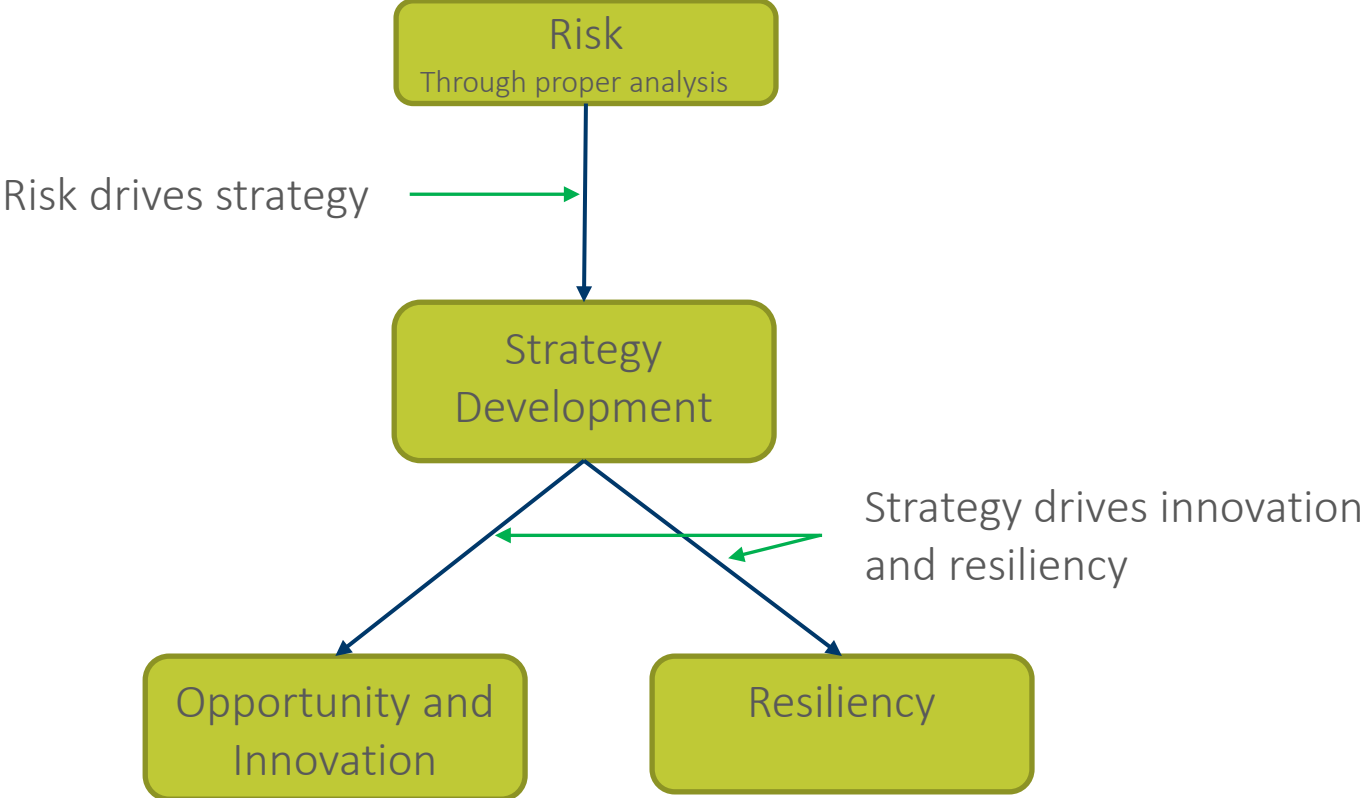 Risk
Through proper analysis
Risk drives strategy
Strategy
Development
Strategy drives innovation
and resiliency
Opportunity and
Innovation
Resiliency